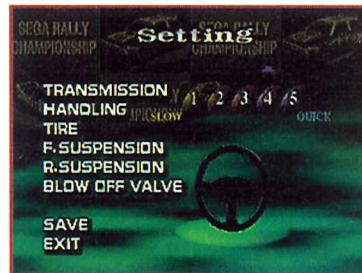 SEGA RALLY CHAMPIONSHIP
SEGA RALLY CHAMPIONSHIP
Setting
TRANSMISSION
1 2 3 4 5
HANDLING
SLOW QUICK
TIRE
F.SUSPENSION
R.SUSPENSION
BLOW OFF VALVE
SAVE
EXIT